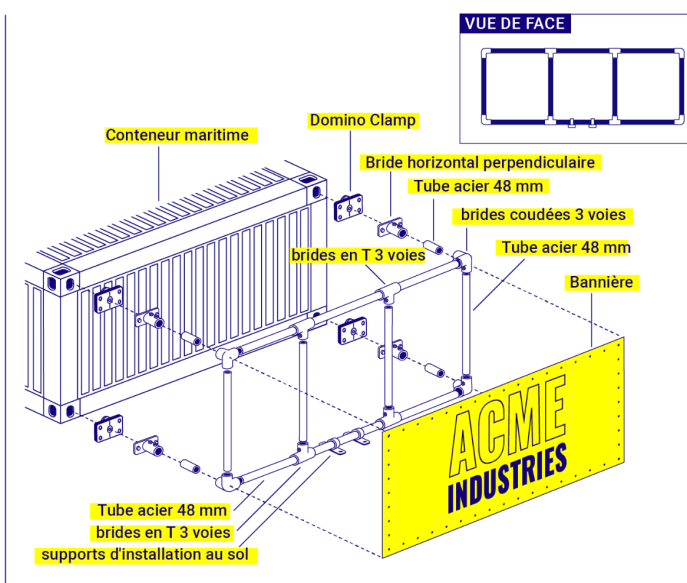 VUE DE FACE
Domino Clamp
Conteneur maritime
Bride horizontal perpendiculaire
Tube acier 48 mm
brides coudées 3 voies
brides en T 3 voies
Tube acier 48 mm
Bannière
ACME
INDUSTRIES
Tube acier 48 mm
brides en T 3 voies
supports d'installation au sol